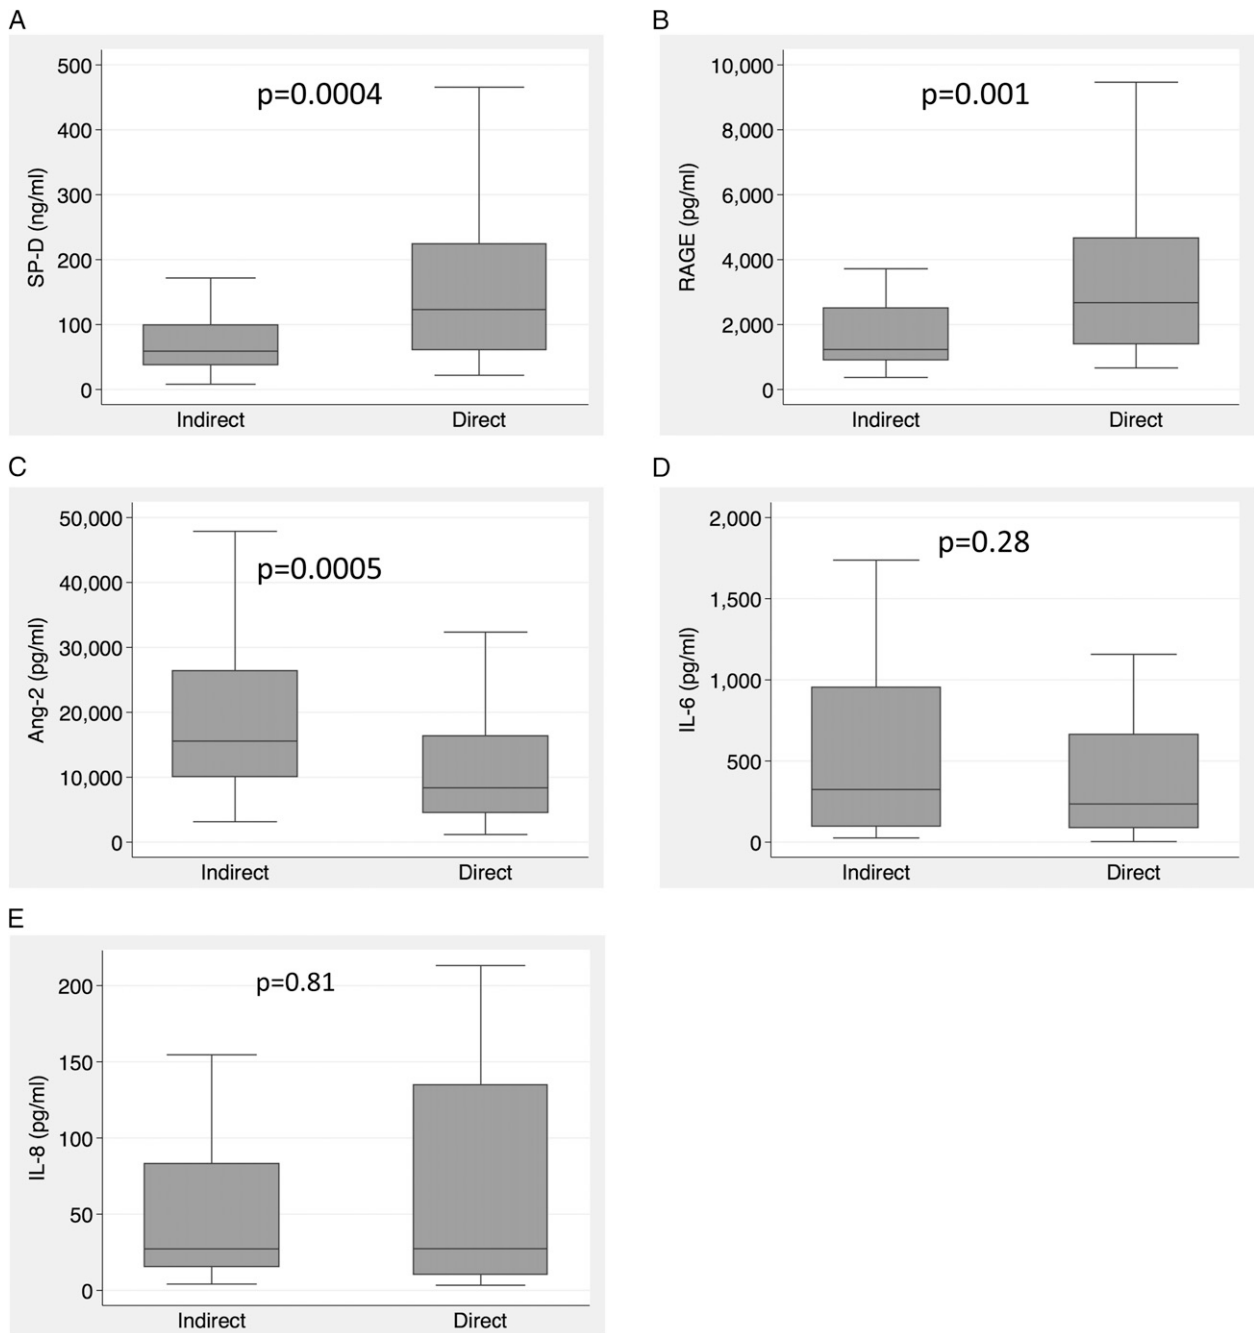 A
p=0.0004
SP-D (ng/ml)
500
400
300
200
100
0
Indirect Direct
B
p=0.001
RAGE (pg/ml)
10,000
8,000
6,000
4,000
2,000
0
Indirect Direct
C
p=0.0005
Ang-2 (pg/ml)
50,000
40,000
30,000
20,000
10,000
0
Indirect Direct
D
p=0.28
IL-6 (pg/ml)
2,000
1,500
1,000
500
0
Indirect Direct
E
p=0.81
IL-8 (pg/ml)
200
150
100
50
0
Indirect Direct